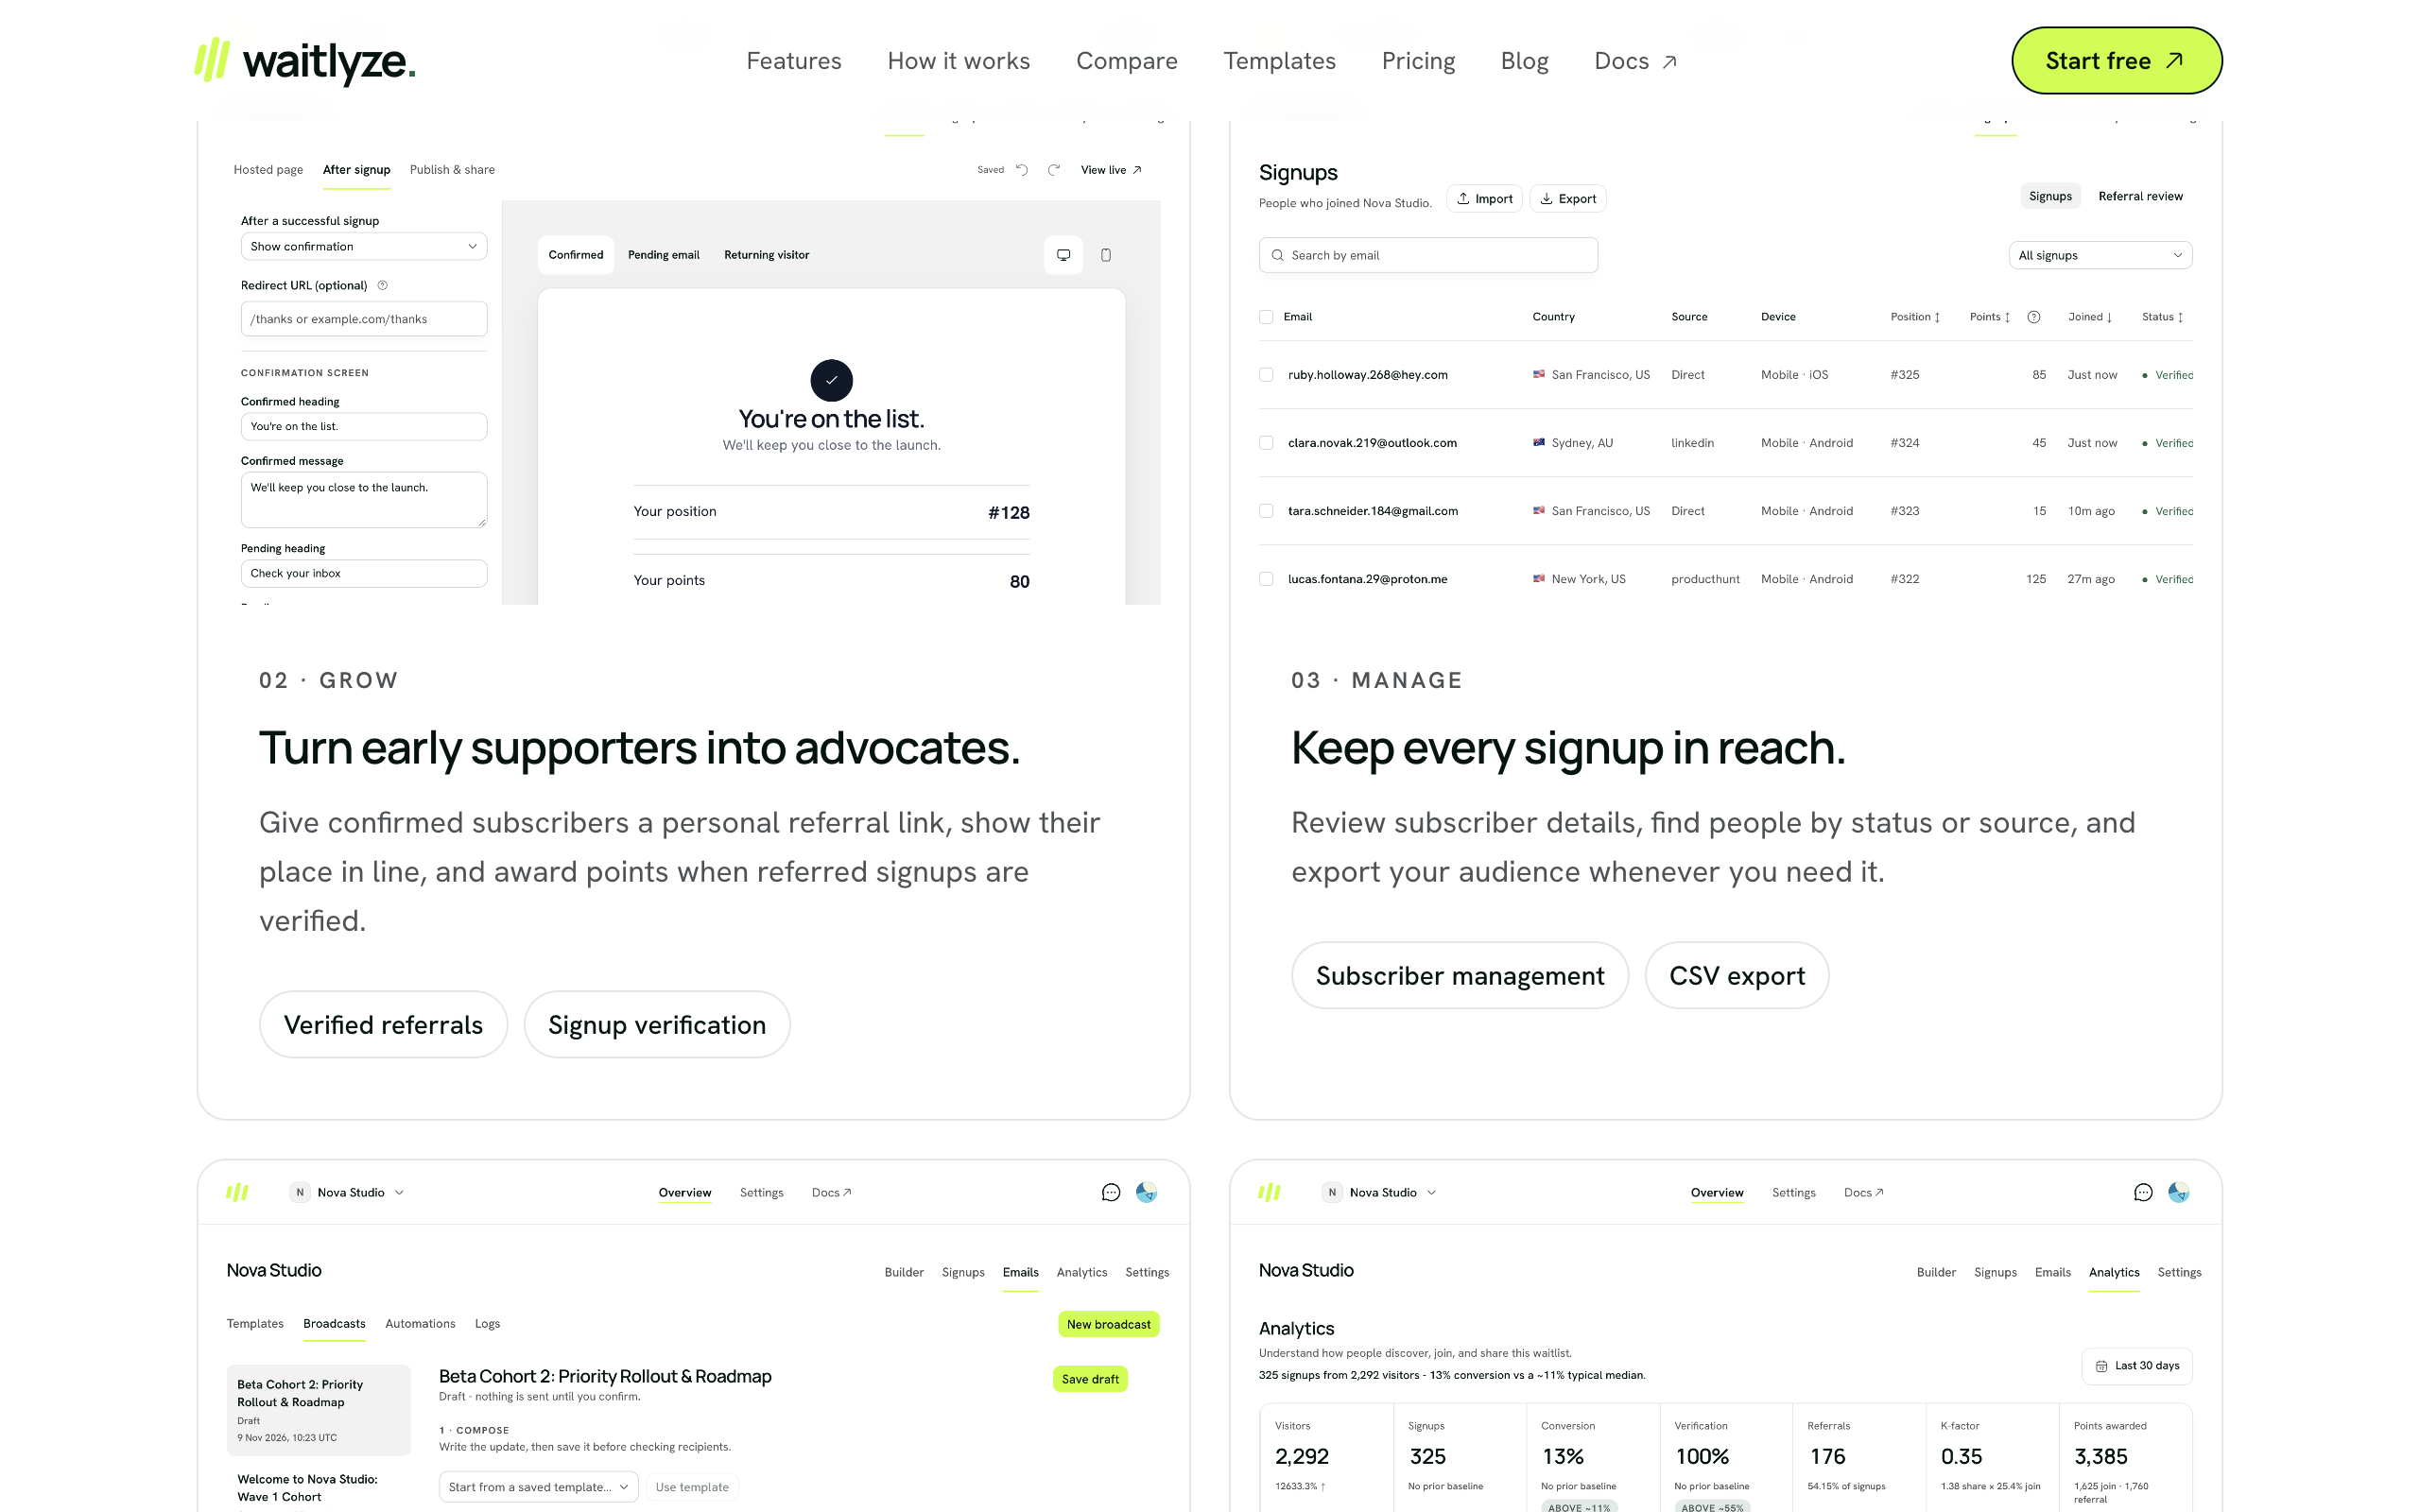 waitlyze.
Features How it works Compare Templates Pricing Blog Docs ↗
Start free ↗
Hosted page After signup Publish & share
Saved View live ↗
After a successful signup
Show confirmation
Redirect URL (optional)
/thanks or example.com/thanks
CONFIRMATION SCREEN
Confirmed heading
You're on the list.
Confirmed message
We'll keep you close to the launch.
Pending heading
Check your inbox
Confirmed Pending email Returning visitor
You're on the list.
We'll keep you close to the launch.
Your position #128
Your points 80
02 · GROW
Turn early supporters into advocates.
Give confirmed subscribers a personal referral link, show their
place in line, and award points when referred signups are
verified.
Verified referrals Signup verification
Signups
People who joined Nova Studio. Import Export
Signups Referral review
Search by email
All signups
Email Country Source Device Position ↕ Points ↕ Joined ↓ Status ↕
ruby.holloway.268@hey.com San Francisco, US Direct Mobile · iOS #325 85 Just now Verified
clara.novak.219@outlook.com Sydney, AU linkedin Mobile · Android #324 45 Just now Verified
tara.schneider.184@gmail.com San Francisco, US Direct Mobile · Android #323 15 10m ago Verified
lucas.fontana.29@proton.me New York, US producthunt Mobile · Android #322 125 27m ago Verified
03 · MANAGE
Keep every signup in reach.
Review subscriber details, find people by status or source, and
export your audience whenever you need it.
Subscriber management CSV export
N Nova Studio Overview Settings Docs ↗
Nova Studio
Builder Signups Emails Analytics Settings
Templates Broadcasts Automations Logs
New broadcast
Beta Cohort 2: Priority
Rollout & Roadmap
Draft
9 Nov 2026, 10:23 UTC
Welcome to Nova Studio:
Wave 1 Cohort
Beta Cohort 2: Priority Rollout & Roadmap
Draft - nothing is sent until you confirm.
Save draft
1 · COMPOSE
Write the update, then save it before checking recipients.
Start from a saved template... Use template
N Nova Studio Overview Settings Docs ↗
Nova Studio
Builder Signups Emails Analytics Settings
Analytics
Understand how people discover, join, and share this waitlist.
325 signups from 2,292 visitors - 13% conversion vs a ~11% typical median.
Last 30 days
Visitors Signups Conversion Verification Referrals K-factor Points awarded
2,292 325 13% 100% 176 0.35 3,385
12633.3% ↑ No prior baseline No prior baseline No prior baseline 54.15% of signups 1.38 share x 25.4% join 1,625 join · 1,760
referral
ABOVE ~11% ABOVE ~55%